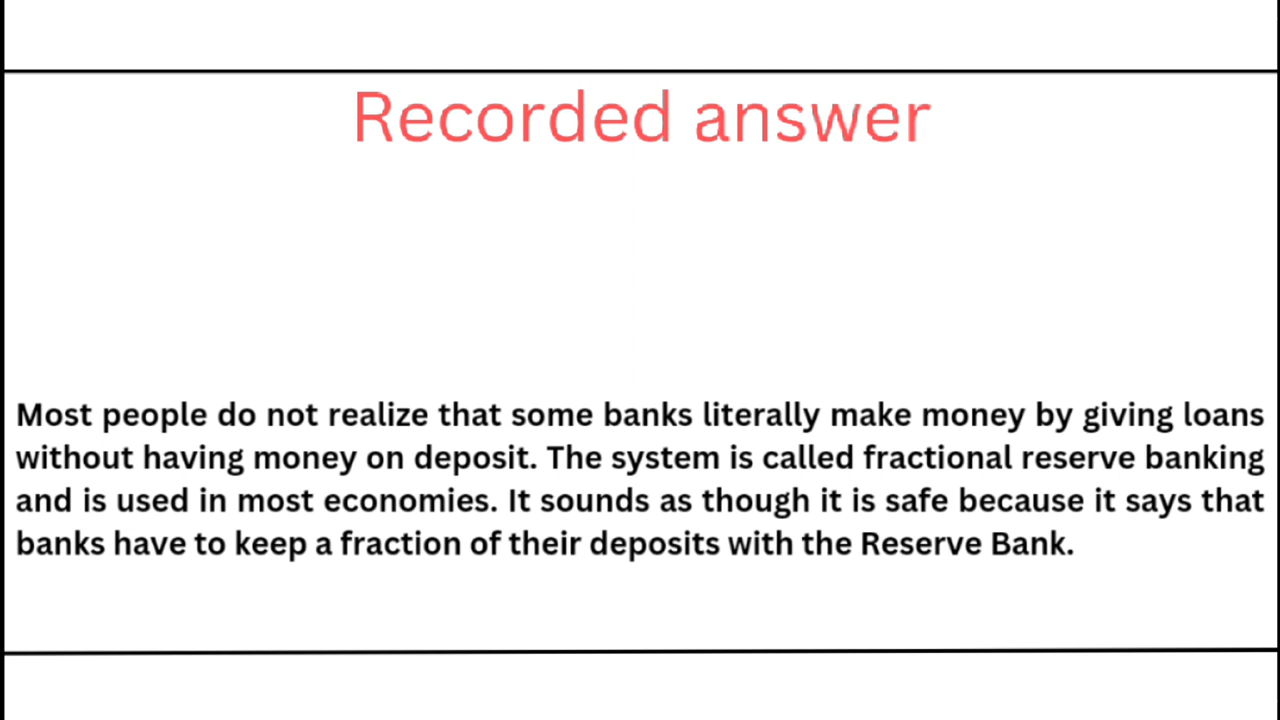 Recorded answer
Most people do not realize that some banks literally make money by giving loans
without having money on deposit. The system is called fractional reserve banking
and is used in most economies. It sounds as though it is safe because it says that
banks have to keep a fraction of their deposits with the Reserve Bank.